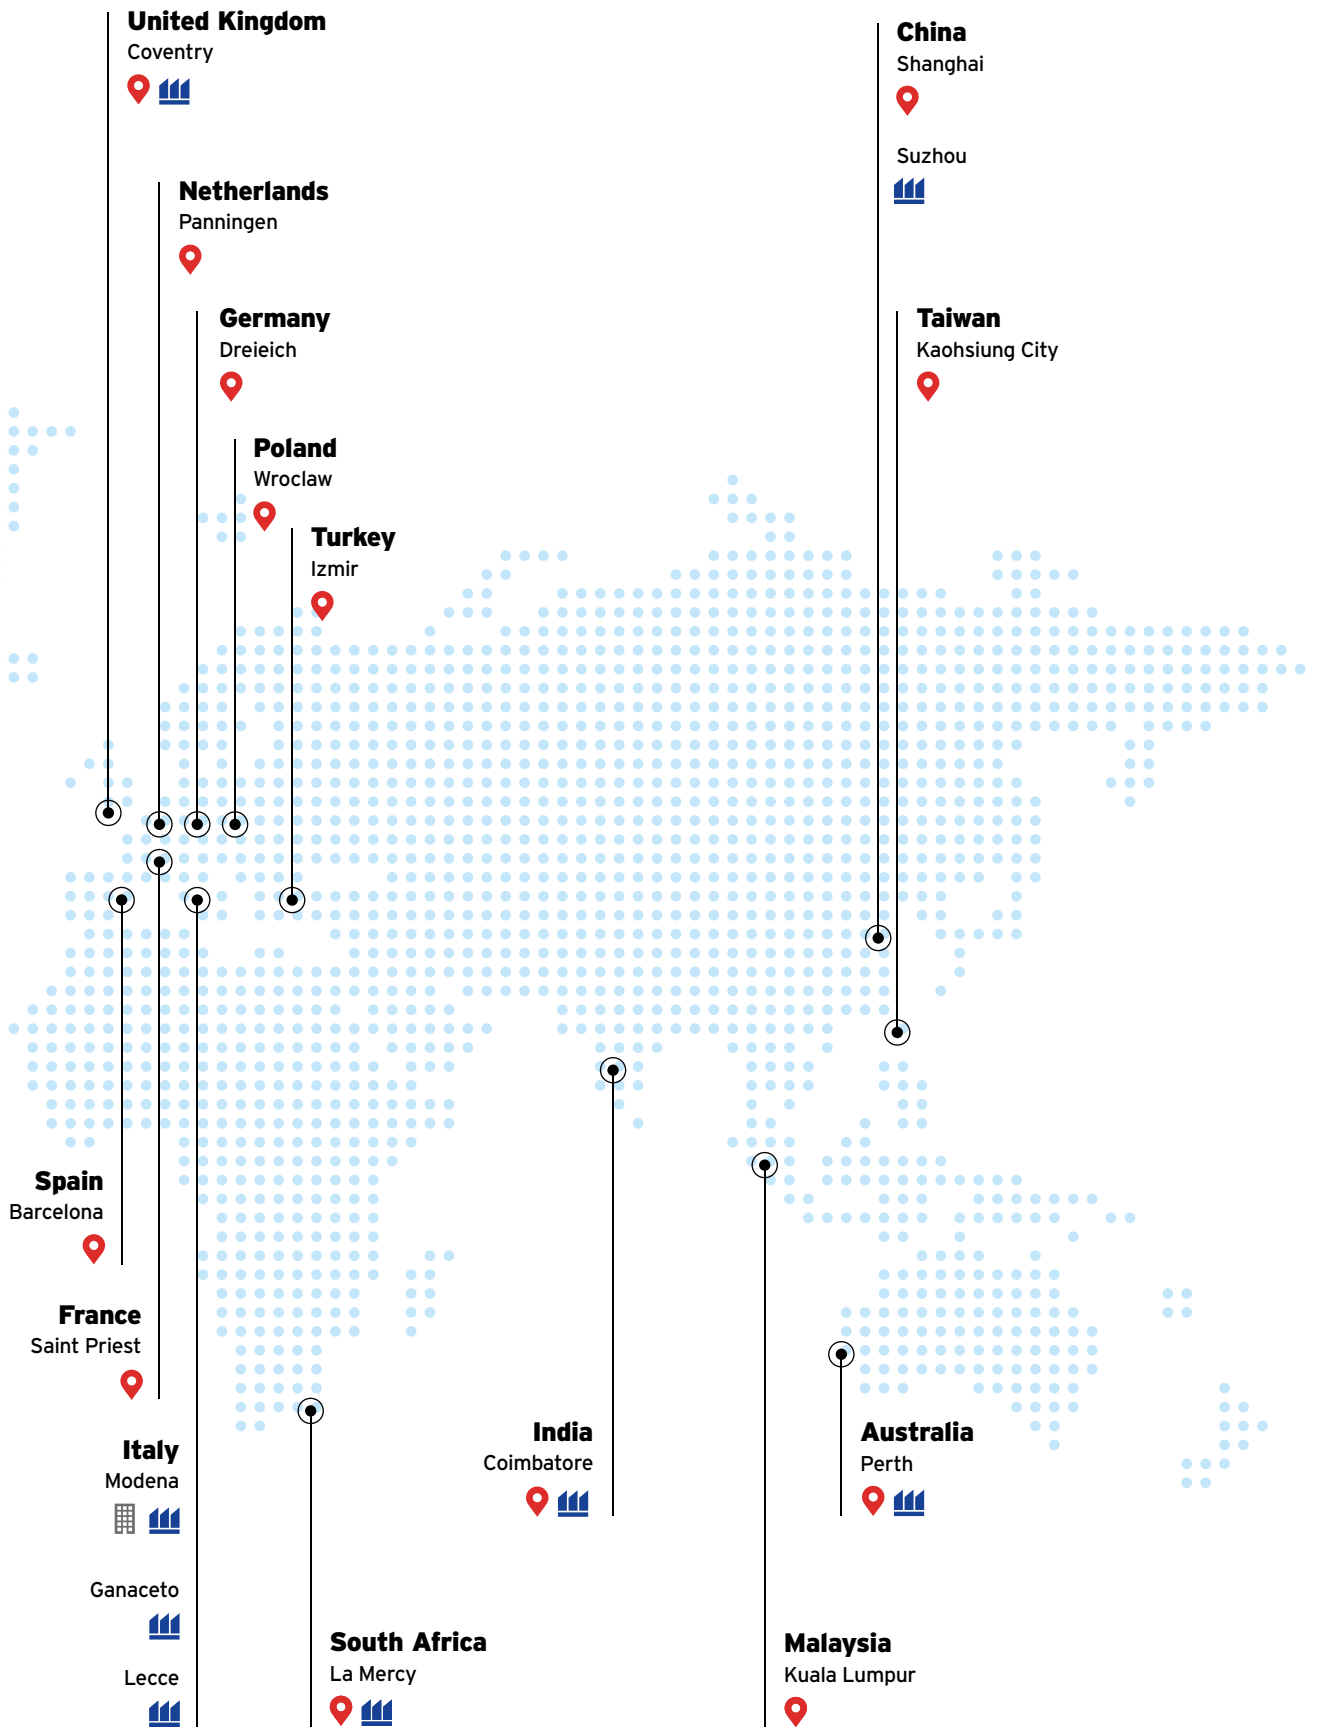 United Kingdom
Coventry
China
Shanghai
Suzhou
Netherlands
Panningen
Germany
Dreieich
Taiwan
Kaohsiung City
Poland
Wroclaw
Turkey
Izmir
Spain
Barcelona
France
Saint Priest
Italy
Modena
Ganaceto
Lecce
India
Coimbatore
Australia
Perth
South Africa
La Mercy
Malaysia
Kuala Lumpur